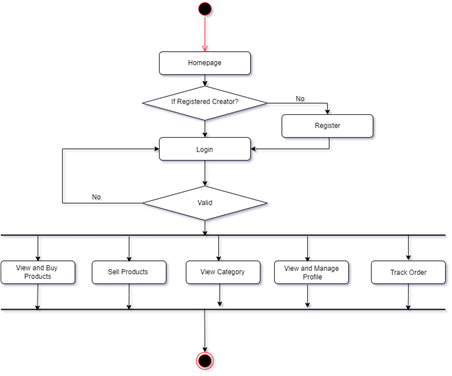 Homepage
If Registered Creator?
No
Register
Login
No
Valid
View and Buy
Products
Sell Products
View Category
View and Manage
Profile
Track Order